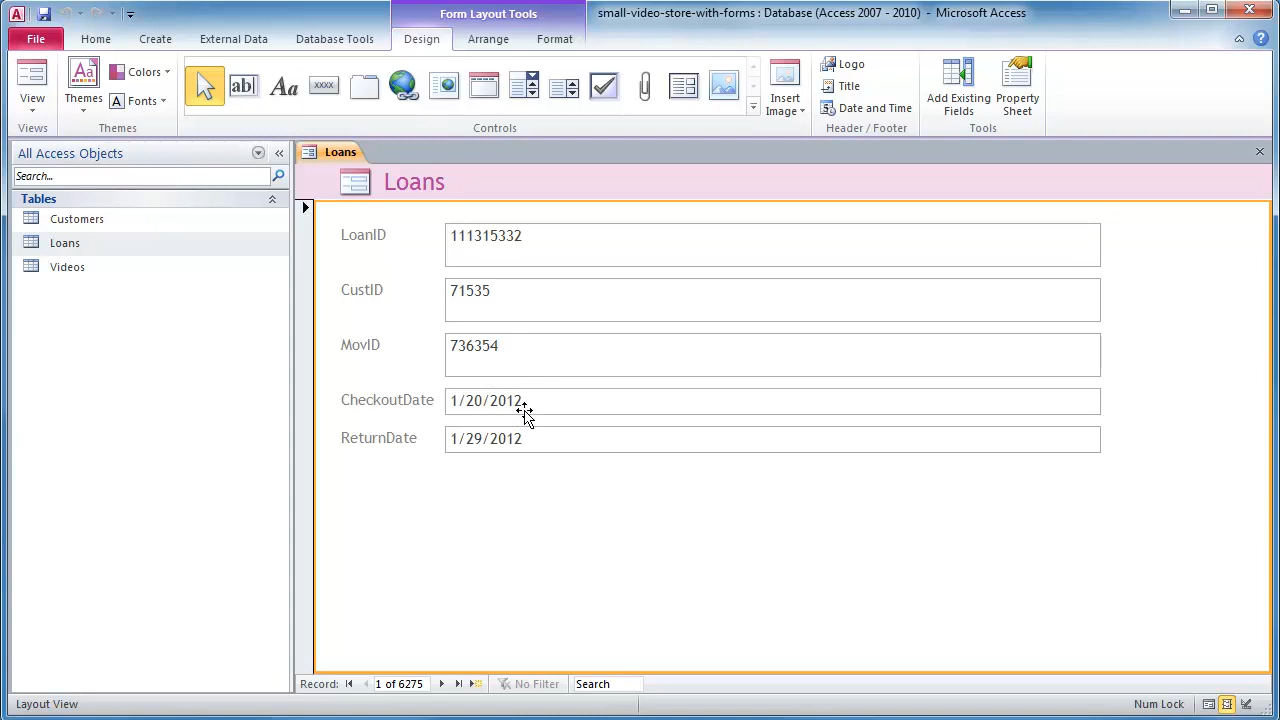 Form Layout Tools
small-video-store-with-forms : Database (Access 2007 - 2010) - Microsoft Access
File Home Create External Data Database Tools Design Arrange Format
View
Views
Themes
Colors
Fonts
Themes
ab|
Aa
xxxx
Controls
Insert
Image
Logo
Title
Date and Time
Header / Footer
Add Existing
Fields
Property
Sheet
Tools
All Access Objects
Search...
Tables
Customers
Loans
Videos
Loans
Loans
LoanID 111315332
CustID 71535
MovID 736354
CheckoutDate 1/20/2012
ReturnDate 1/29/2012
Record: 1 of 6275 No Filter Search
Layout View Num Lock